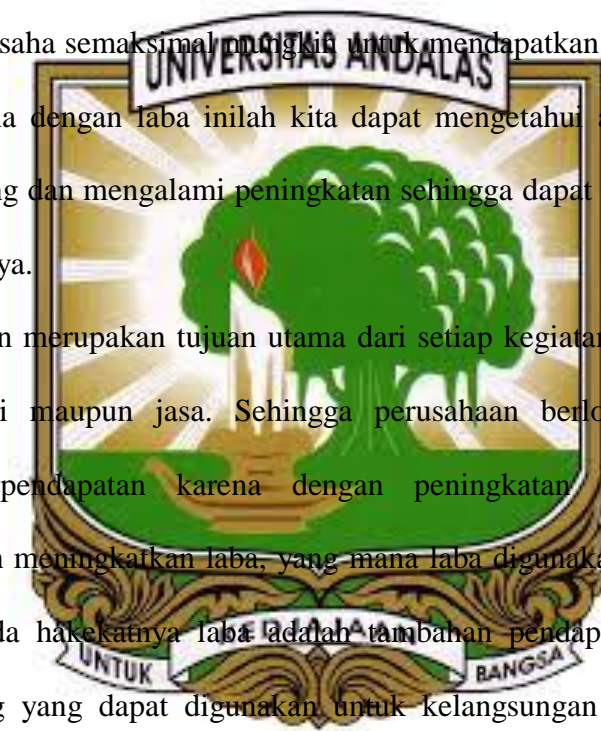 saha semaksimal mungkin untuk mendapatkan
UNIVERSITAS ANDALAS
a dengan laba inilah kita dapat mengetahui a
g dan mengalami peningkatan sehingga dapat
ya.
n merupakan tujuan utama dari setiap kegiatan
i maupun jasa. Sehingga perusahaan berlo
pendapatan karena dengan peningkatan
n meningkatkan laba, yang mana laba digunaka
da hakekatnya laba adalah tambahan pendap
KEDJAJAAN
UNTUK BANGSA
g yang dapat digunakan untuk kelangsungan